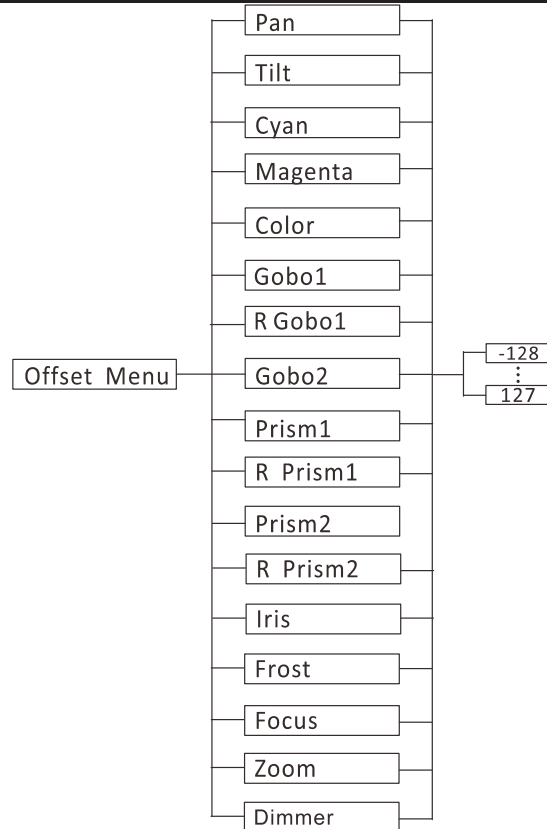 Pan
Tilt
Cyan
Magenta
Color
Gobo1
R Gobo1
Offset Menu
Gobo2
-128
127
Prism1
R Prism1
Prism2
R Prism2
Iris
Frost
Focus
Zoom
Dimmer